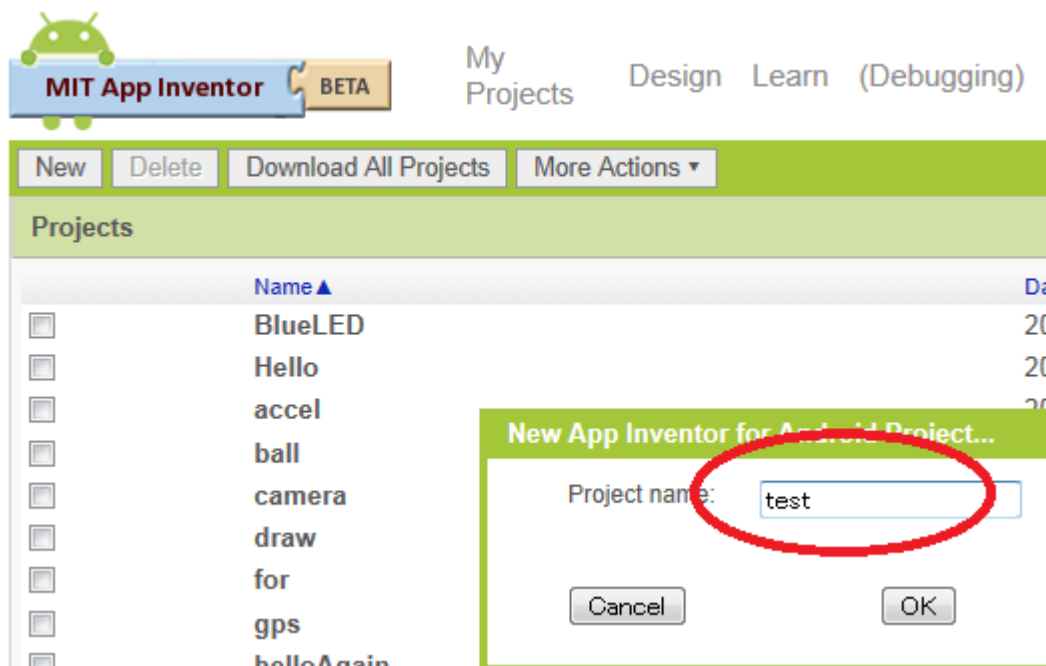 MIT App Inventor BETA
My Projects
Design Learn (Debugging)
New Delete Download All Projects More Actions ▾
Projects
Name▲
BlueLED
Hello
accel
ball
camera
draw
for
gps
helloAgain
New App Inventor for Android Project...
Project name: test
Cancel OK